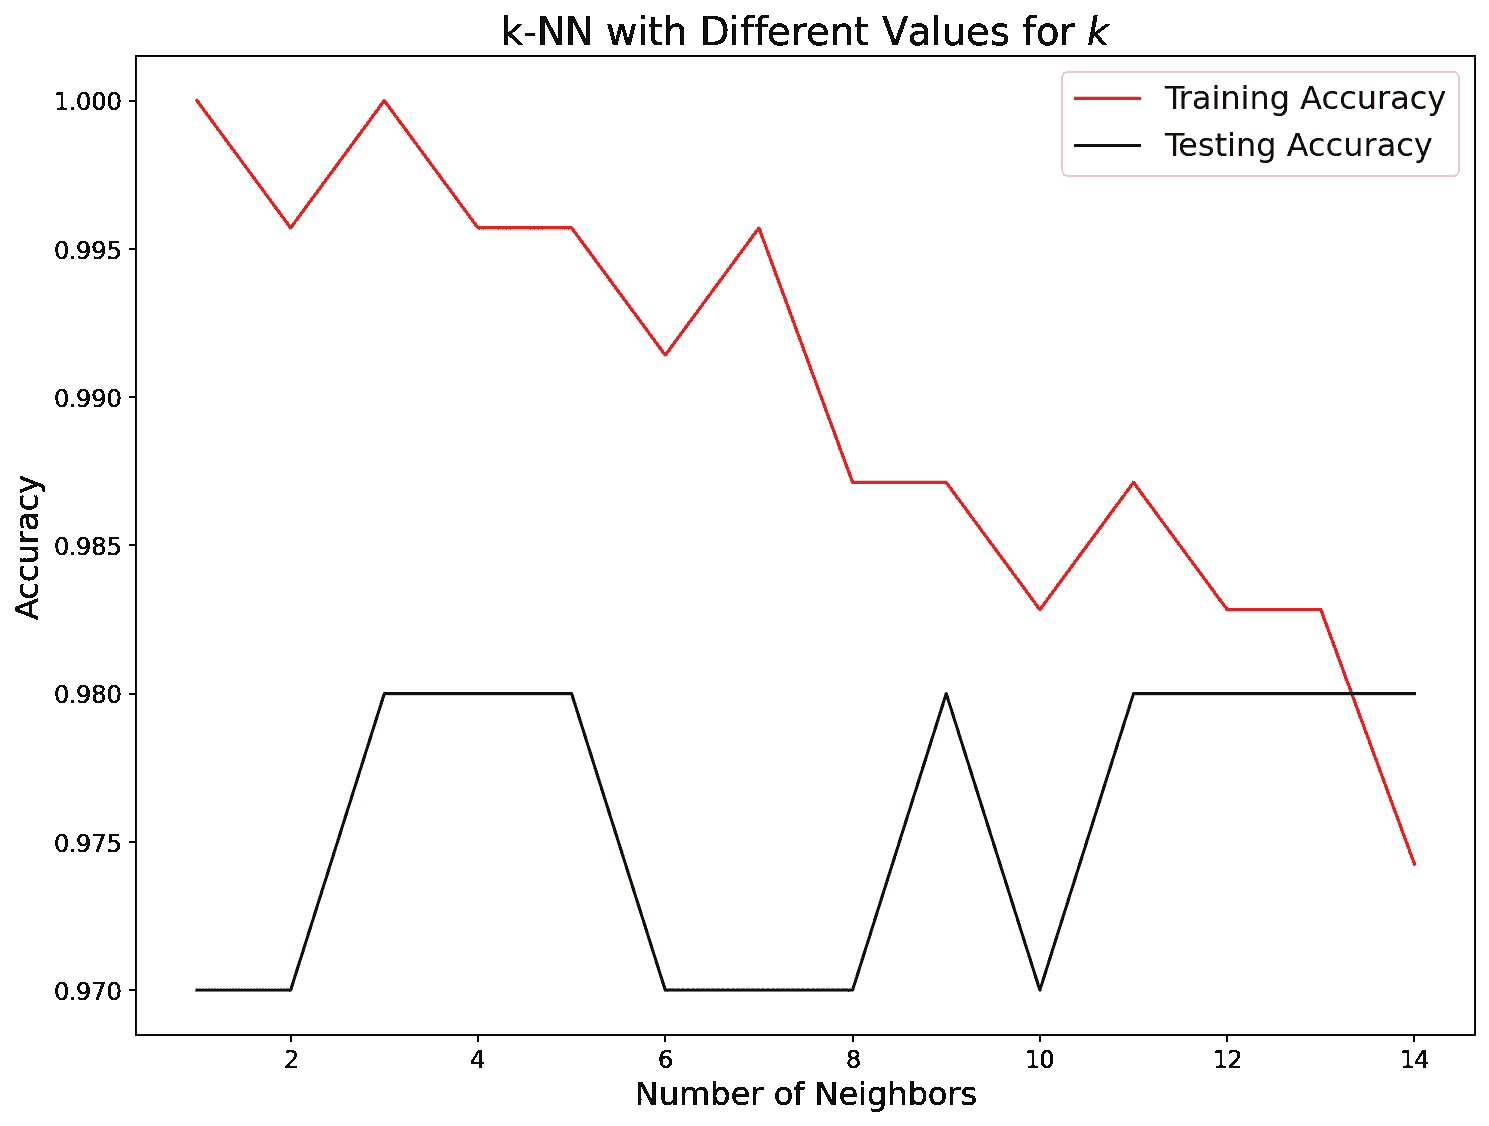 k-NN with Different Values for k
Training Accuracy
Testing Accuracy
1.000
0.995
0.990
0.985
0.980
0.975
0.970
Accuracy
2 4 6 8 10 12 14
Number of Neighbors